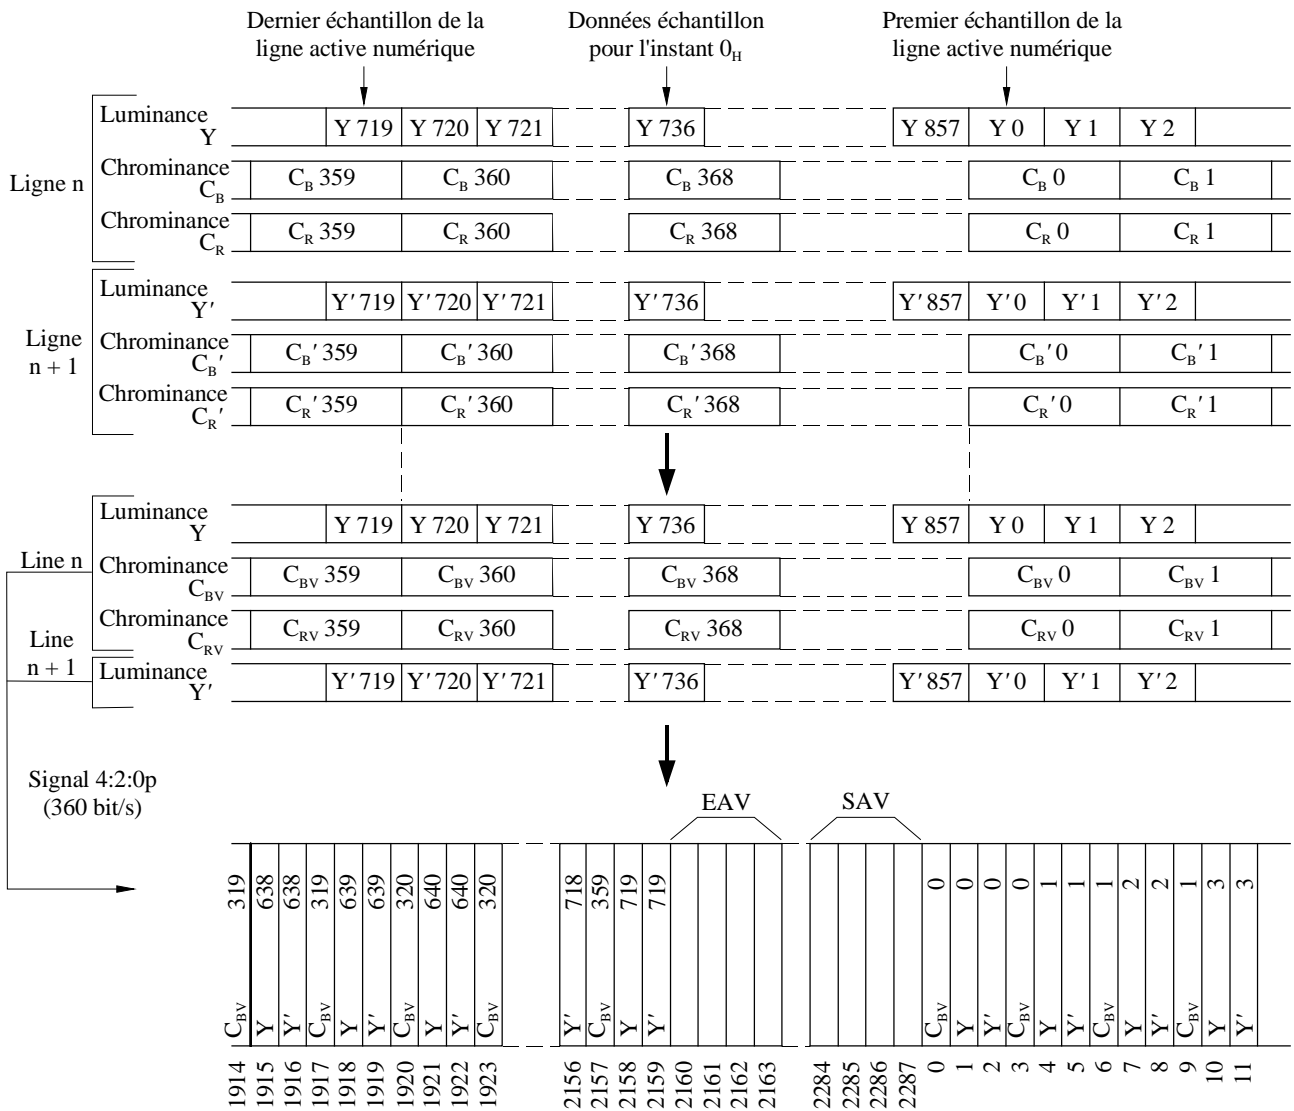 Dernier échantillon de la
ligne active numérique
Données échantillon
pour l'instant 0H
Premier échantillon de la
ligne active numérique
Ligne n
Luminance
Y
Y 719 Y 720 Y 721 Y 736 Y 857 Y 0 Y 1 Y 2
Chrominance
CB
CB 359 CB 360 CB 368 CB 0 CB 1
Chrominance
CR
CR 359 CR 360 CR 368 CR 0 CR 1
Ligne
n + 1
Luminance
Y′
Y′ 719 Y′ 720 Y′ 721 Y′ 736 Y′ 857 Y′ 0 Y′ 1 Y′ 2
Chrominance
CB′
CB′ 359 CB′ 360 CB′ 368 CB′ 0 CB′ 1
Chrominance
CR′
CR′ 359 CR′ 360 CR′ 368 CR′ 0 CR′ 1
Line n
Luminance
Y
Y 719 Y 720 Y 721 Y 736 Y 857 Y 0 Y 1 Y 2
Chrominance
CBV
CBV 359 CBV 360 CBV 368 CBV 0 CBV 1
Chrominance
CRV
CRV 359 CRV 360 CRV 368 CRV 0 CRV 1
Line
n + 1
Luminance
Y′
Y′ 719 Y′ 720 Y′ 721 Y′ 736 Y′ 857 Y′ 0 Y′ 1 Y′ 2
Signal 4:2:0p
(360 bit/s)
EAV SAV
319 638 638 319 639 639 320 640 640 320 718 359 719 719 0 0 0 0 1 1 1 2 2 1 3 3
CBV Y Y′ CBV Y Y′ CBV Y Y′ CBV Y′ CBV Y Y′ CBV Y Y′ CBV Y Y′ CBV Y Y′ CBV Y Y′
1914 1915 1916 1917 1918 1919 1920 1921 1922 1923 2156 2157 2158 2159 2160 2161 2162 2163 2284 2285 2286 2287 0 1 2 3 4 5 6 7 8 9 10 11